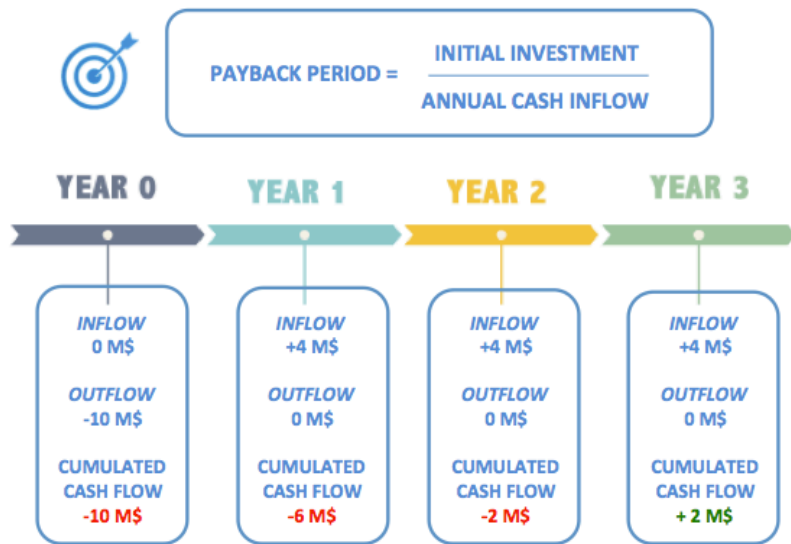 PAYBACK PERIOD =
INITIAL INVESTMENT
ANNUAL CASH INFLOW
YEAR 0
YEAR 1
YEAR 2
YEAR 3
INFLOW
0 M$
OUTFLOW
-10 M$
CUMULATED
CASH FLOW
-10 M$
INFLOW
+4 M$
OUTFLOW
0 M$
CUMULATED
CASH FLOW
-6 M$
INFLOW
+4 M$
OUTFLOW
0 M$
CUMULATED
CASH FLOW
-2 M$
INFLOW
+4 M$
OUTFLOW
0 M$
CUMULATED
CASH FLOW
+ 2 M$